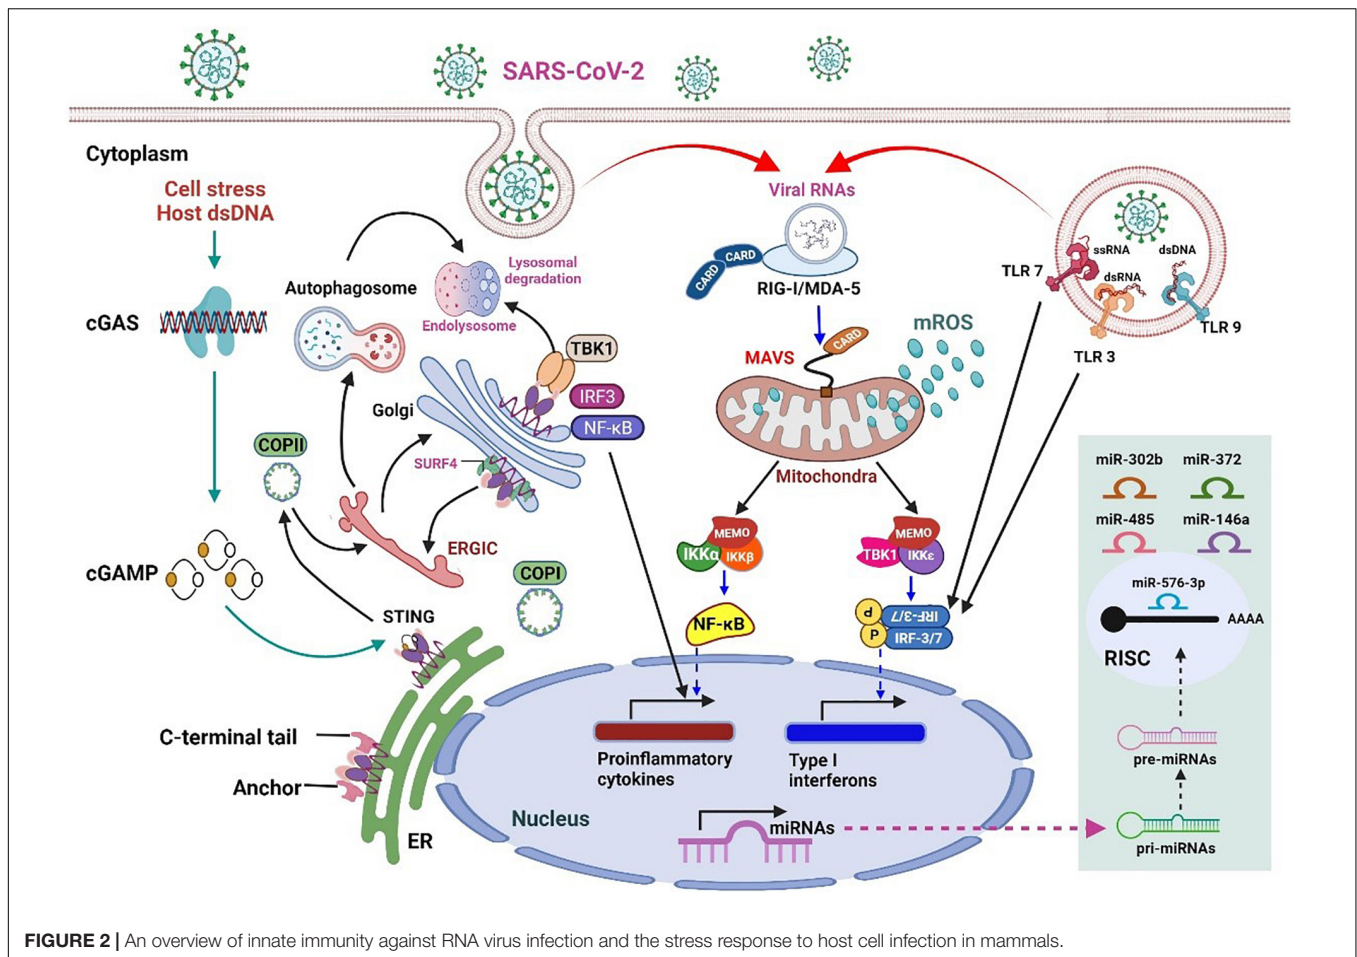 SARS-CoV-2
Cytoplasm
Cell stress
Host dsDNA
Viral RNAs
ssRNA
dsDNA
dsRNA
TLR 7
TLR 9
TLR 3
CARD
CARD
RIG-I/MDA-5
Lysosomal
degradation
Endolysosome
Autophagosome
cGAS
TBK1
IRF3
NF-κB
Golgi
SURF4
MAVS
CARD
mROS
Mitochondra
COPII
ERGIC
COPI
cGAMP
STING
MEMO
IKKα
IKKβ
MEMO
TBK1
IKKε
NF-κB
P
IRF-3/7
P
IRF-3/7
miR-302b
miR-372
miR-485
miR-146a
miR-576-3p
AAAA
RISC
pre-miRNAs
pri-miRNAs
C-terminal tail
Anchor
ER
Proinflammatory
cytokines
Type I
interferons
Nucleus
miRNAs
FIGURE 2 | An overview of innate immunity against RNA virus infection and the stress response to host cell infection in mammals.